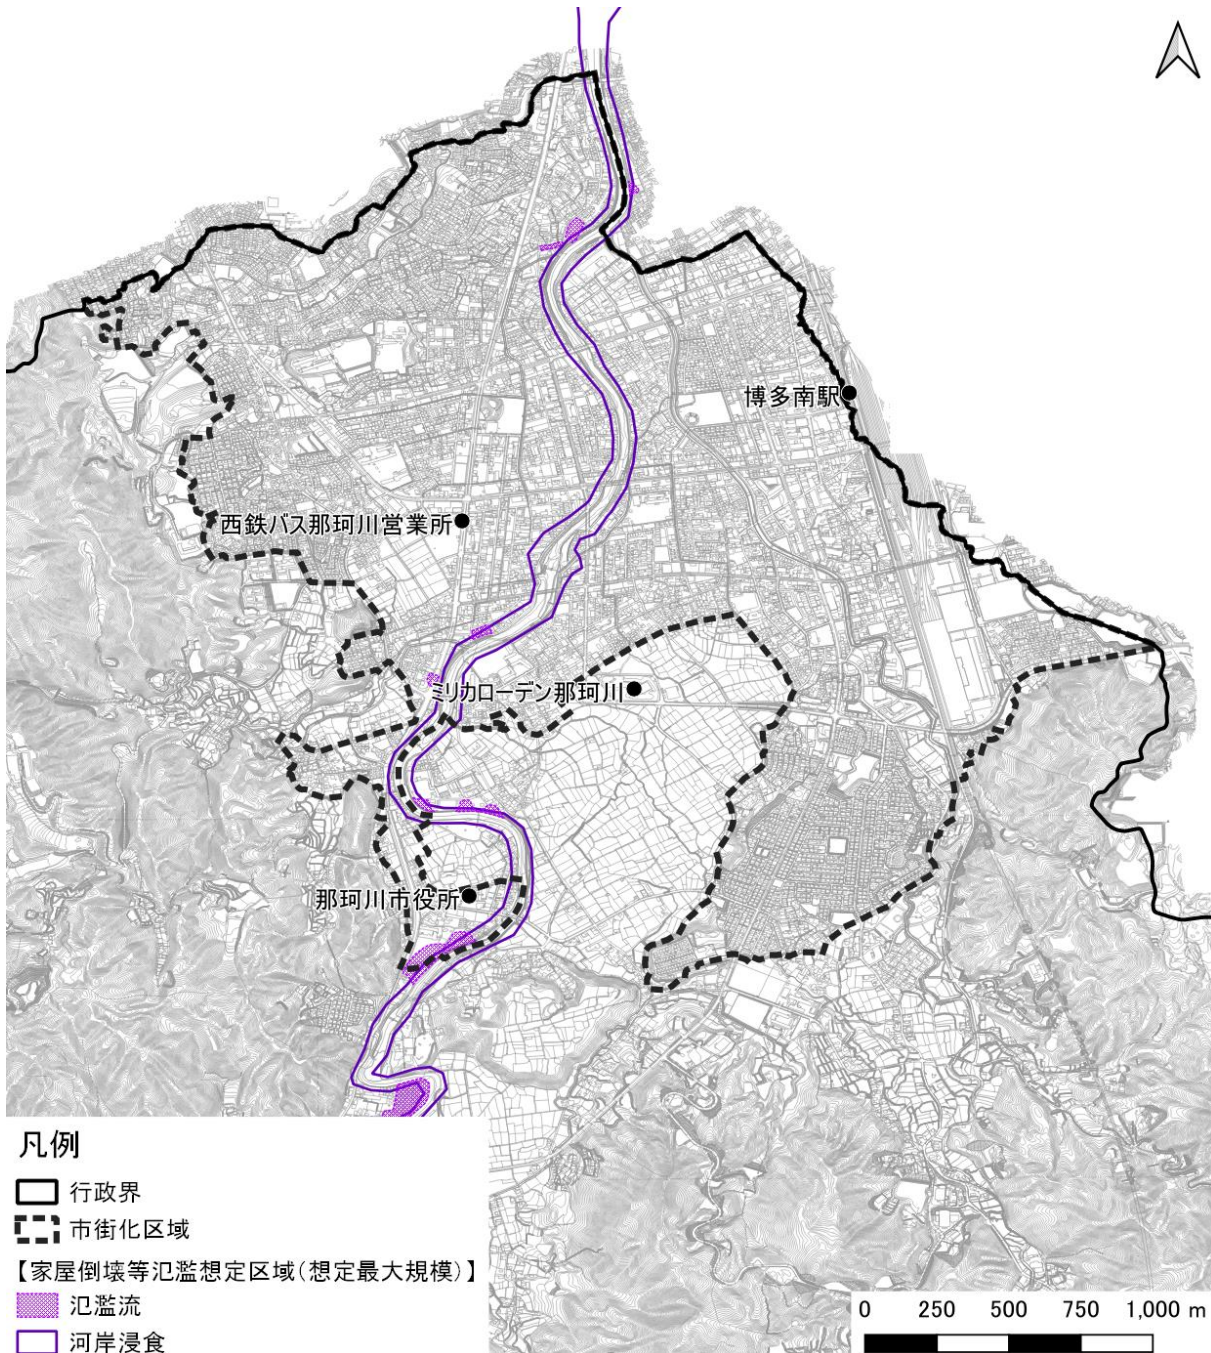 博多南駅
西鉄バス那珂川営業所
ミリカローデン那珂川
那珂川市役所
凡例
行政界
市街化区域
【家屋倒壊等氾濫想定区域(想定最大規模)】
氾濫流
河岸浸食
0 250 500 750 1,000 m